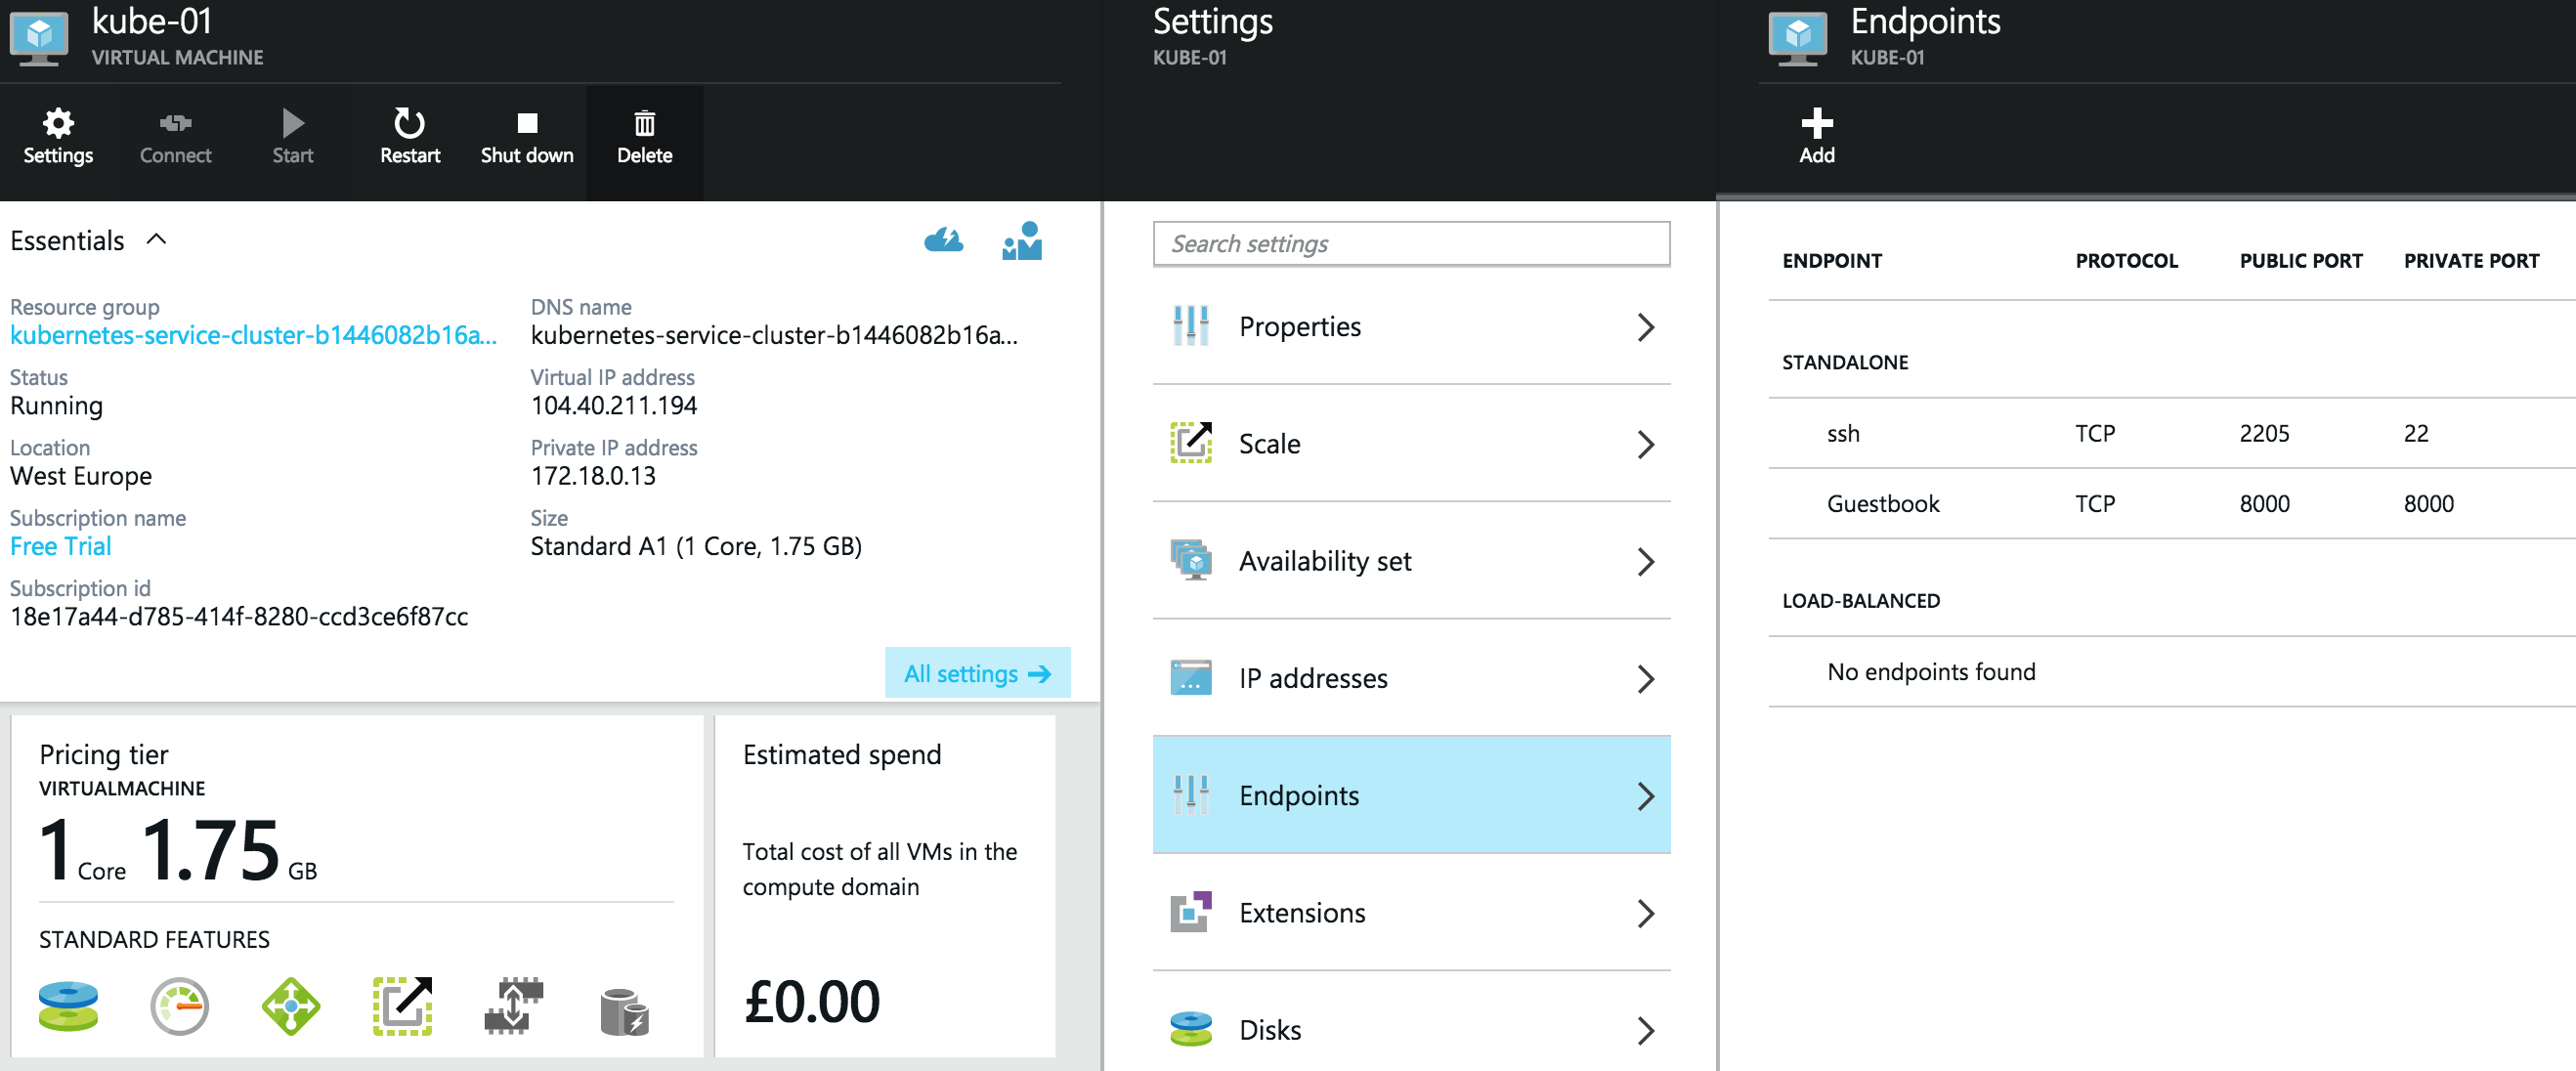 kube-01
VIRTUAL MACHINE
Settings
Connect
Start
Restart
Shut down
Delete
Essentials
Resource group
kubernetes-service-cluster-b1446082b16a...
Status
Running
Location
West Europe
Subscription name
Free Trial
Subscription id
18e17a44-d785-414f-8280-ccd3ce6f87cc
DNS name
kubernetes-service-cluster-b1446082b16a...
Virtual IP address
104.40.211.194
Private IP address
172.18.0.13
Size
Standard A1 (1 Core, 1.75 GB)
All settings
Pricing tier
VIRTUALMACHINE
1 Core 1.75 GB
STANDARD FEATURES
Estimated spend
Total cost of all VMs in the
compute domain
£0.00
Settings
KUBE-01
Search settings
Properties
Scale
Availability set
IP addresses
Endpoints
Extensions
Disks
Endpoints
KUBE-01
Add
ENDPOINT PROTOCOL PUBLIC PORT PRIVATE PORT
STANDALONE
ssh TCP 2205 22
Guestbook TCP 8000 8000
LOAD-BALANCED
No endpoints found